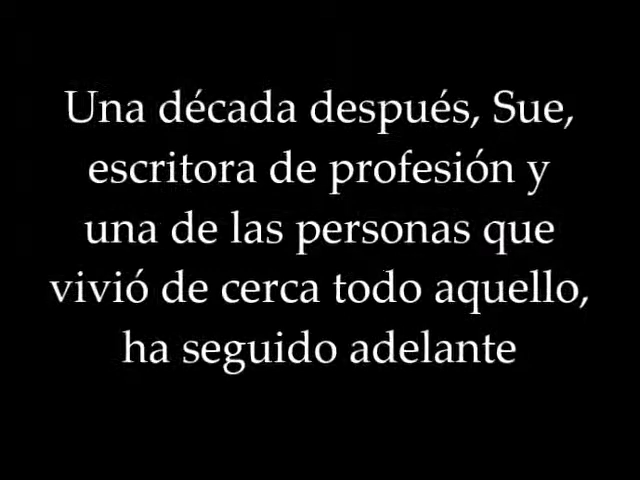 Una década después, Sue,
escritora de profesión y
una de las personas que
vivió de cerca todo aquello,
ha seguido adelante